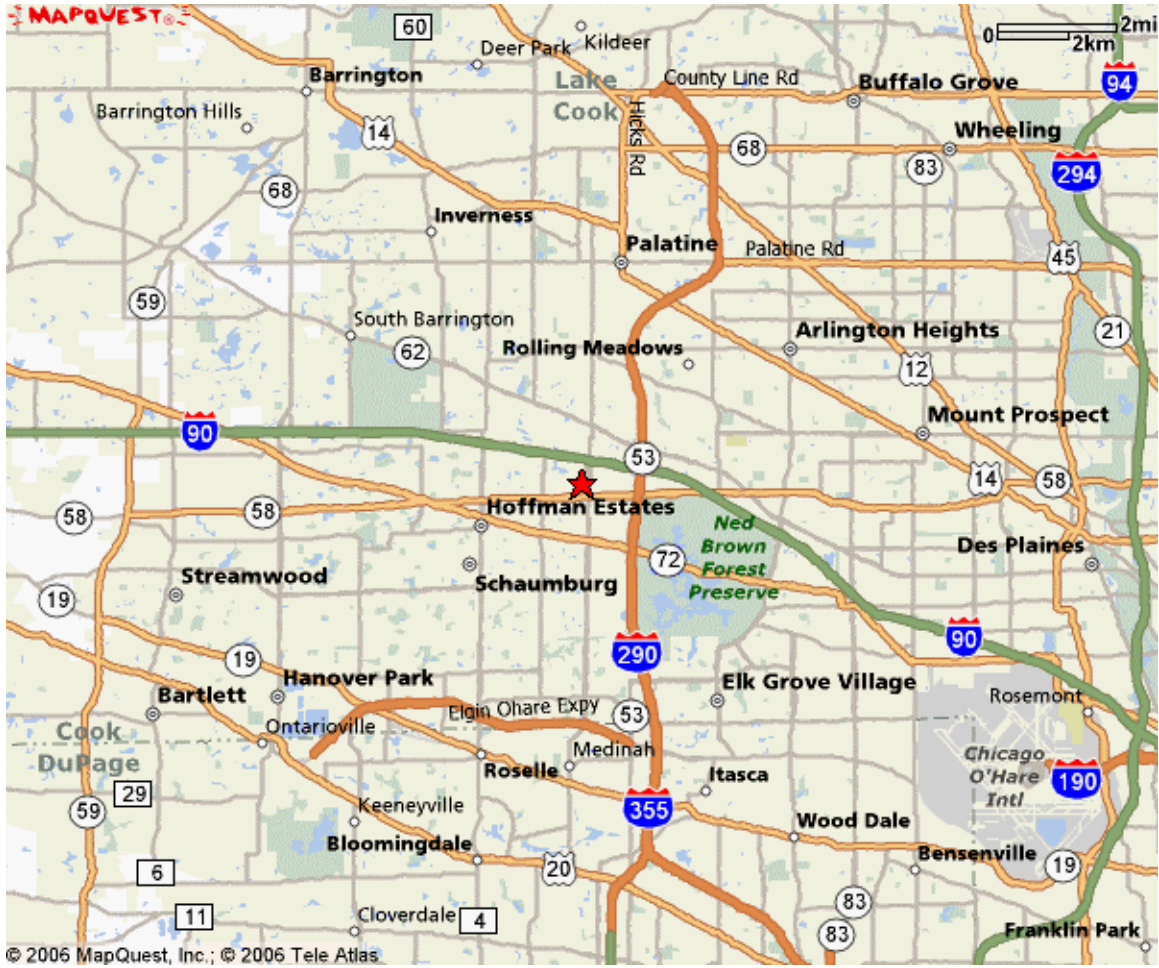 MAPQUEST®
60
Deer Park
Kildeer
0
2mi
2km
Barrington
Lake
Cook
County Line Rd
Buffalo Grove
94
Barrington Hills
14
Hicks Rd
68
83
Wheeling
294
68
Inverness
Palatine
Palatine Rd
45
59
South Barrington
62
Rolling Meadows
Arlington Heights
21
12
90
Mount Prospect
53
14
58
58
58
Hoffman Estates
Ned
Brown
Forest
Preserve
72
Des Plaines
Streamwood
Schaumburg
19
90
19
290
Hanover Park
Elk Grove Village
Bartlett
Elgin Ohare Expy
53
Rosemont
Ontarioville
Cook
DuPage
Medinah
Roselle
Itasca
Chicago
O'Hare
Intl
190
29
59
Keeneyville
355
Wood Dale
Bloomingdale
20
Bensenville
19
6
11
Cloverdale
4
83
83
Franklin Park
© 2006 MapQuest, Inc.; © 2006 Tele Atlas